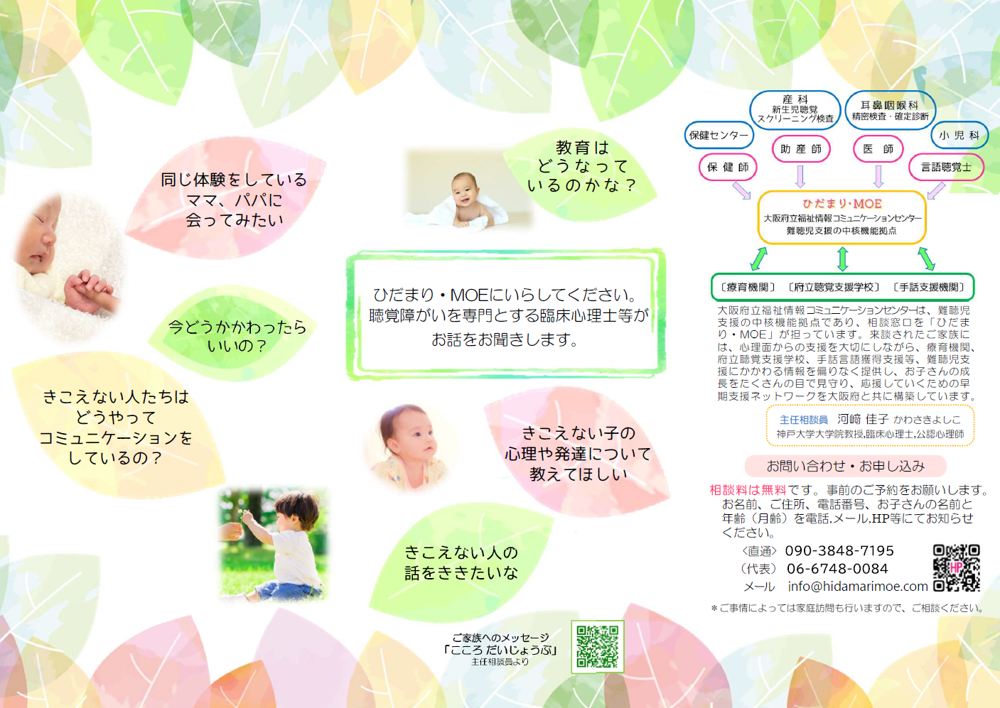 同じ体験をしている
ママ、パパに
会ってみたい
教育は
どうなって
いるのかな？
今どうかかわったら
いいの？
ひだまり・MOEにいらしてください。
聴覚障がいを専門とする臨床心理士等が
お話をお聞きします。
きこえない人たちは
どうやって
コミュニケーションを
しているの？
きこえない子の
心理や発達について
教えてほしい
きこえない人の
話をききたいな
ご家族へのメッセージ
「こころ だいじょうぶ」
主任相談員より
産科
新生児聴覚
スクリーニング検査
耳鼻咽喉科
精密検査・確定診断
保健センター
小児科
助産師
医師
保健師
言語聴覚士
ひだまり・MOE
大阪府立福祉情報コミュニケーションセンター
難聴児支援の中核機能拠点
〔療育機関〕〔府立聴覚支援学校〕〔手話支援機関〕
大阪府立福祉情報コミュニケーションセンターは、難聴児
支援の中核機能拠点であり、相談窓口を「ひだま
り・MOE」が担っています。来談されたご家族に
は、心理面からの支援を大切にしながら、療育機関、
府立聴覚支援学校、手話言語獲得支援等、難聴児支
援にかかわる情報を偏りなく提供し、お子さんの成
長をたくさんの目で見守り、応援していくための早
期支援ネットワークを大阪府と共に構築しています。
主任相談員 河﨑 佳子 かわさきよしこ
神戸大学大学院教授,臨床心理士,公認心理師
お問い合わせ・お申し込み
相談料は無料です。事前のご予約をお願いします。
お名前、ご住所、電話番号、お子さんの名前と
年齢（月齢）を電話,メール,HP等にてお知らせ
ください。
〈直通〉 090-3848-7195
（代表） 06-6748-0084
メール info@hidamarimoe.com
HP
＊ご事情によっては家庭訪問も行いますので、ご相談ください。